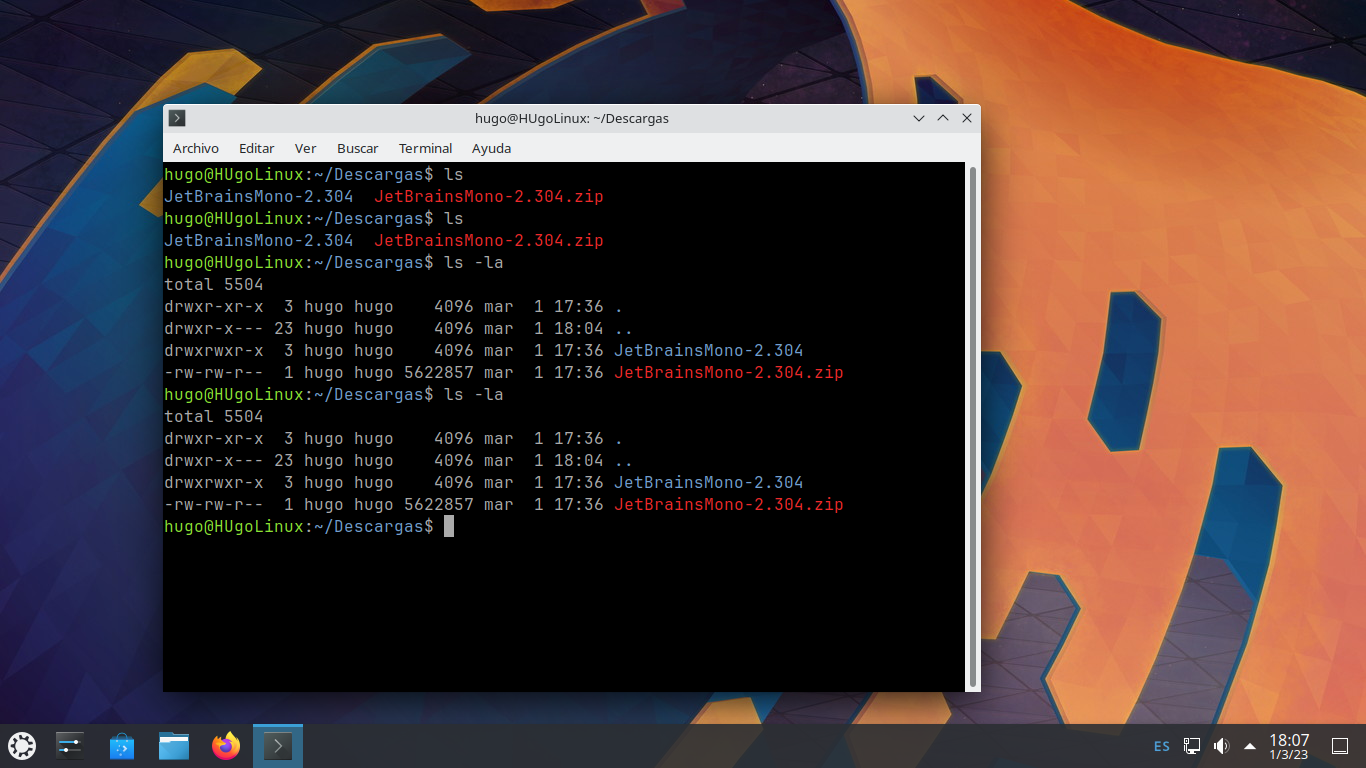 hugo@HUgoLinux: ~/Descargas
Archivo Editar Ver Buscar Terminal Ayuda
hugo@HUgoLinux:~/Descargas$ ls
JetBrainsMono-2.304  JetBrainsMono-2.304.zip
hugo@HUgoLinux:~/Descargas$ ls
JetBrainsMono-2.304  JetBrainsMono-2.304.zip
hugo@HUgoLinux:~/Descargas$ ls -la
total 5504
drwxr-xr-x  3 hugo hugo    4096 mar  1 17:36 .
drwxr-x--- 23 hugo hugo    4096 mar  1 18:04 ..
drwxrwxr-x  3 hugo hugo    4096 mar  1 17:36 JetBrainsMono-2.304
-rw-rw-r--  1 hugo hugo 5622857 mar  1 17:36 JetBrainsMono-2.304.zip
hugo@HUgoLinux:~/Descargas$ ls -la
total 5504
drwxr-xr-x  3 hugo hugo    4096 mar  1 17:36 .
drwxr-x--- 23 hugo hugo    4096 mar  1 18:04 ..
drwxrwxr-x  3 hugo hugo    4096 mar  1 17:36 JetBrainsMono-2.304
-rw-rw-r--  1 hugo hugo 5622857 mar  1 17:36 JetBrainsMono-2.304.zip
hugo@HUgoLinux:~/Descargas$
ES
18:07
1/3/23